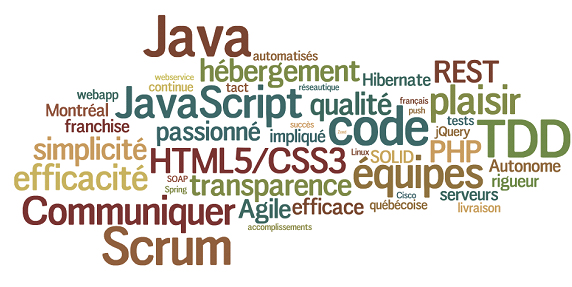 Java
automatisés
hébergement
Hibernate
REST
webservice
continue
tact
réseautique
webapp
JavaScript
qualité
français
push
plaisir
Montréal
franchise
passionné
succès
impliqué
code
tests
jQuery
TDD
simplicité
HTML5/CSS3
Linux
SOLID
PHP
Autonome
efficacité
SOAP
Spring
transparence
équipes
rigueur
Cisco
serveurs
Communiquer
Agile
efficace
québécoise
livraison
accomplissements
Scrum